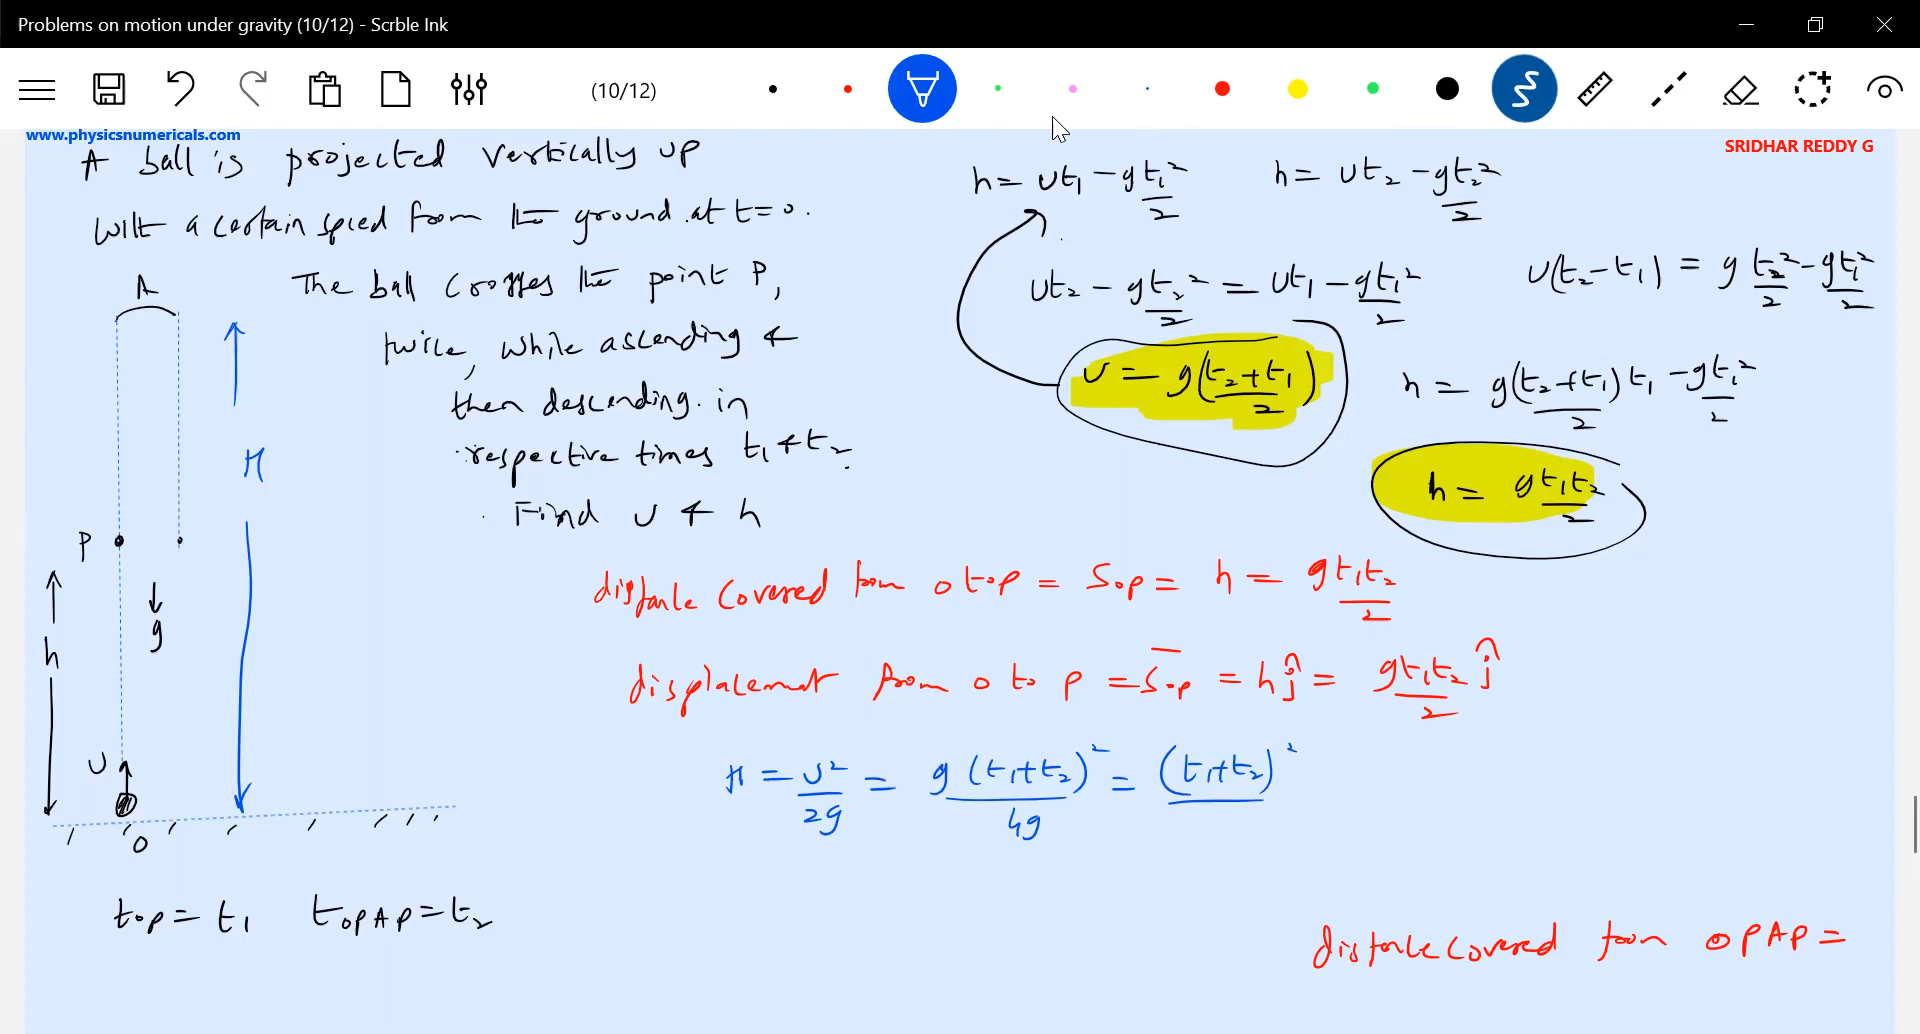 Problems on motion under gravity (10/12) - Scrble Ink
(10/12)
www.physicsnumericals.com
SRIDHAR REDDY G
A ball is projected vertically up
with a certain speed from the ground at t=0.
The ball crosses the point P,
twice, while ascending &
then descending in
respective times t₁ & t₂.
Find u & h
A
H
P
g
h
u
O
t_OP = t₁ t_OPAP = t₂
h = ut₁ - gt₁²/2 h = ut₂ - gt₂²/2
ut₂ - gt₂²/2 = ut₁ - gt₁²/2 u(t₂-t₁) = g t₂²/2 - gt₁²/2
u = g(t₂+t₁)/2 h = g(t₂+t₁)t₁/2 - gt₁²/2
h = gt₁t₂/2
distance covered from O to P = S_OP = h = gt₁t₂/2
displacement from O to P = S̅_OP = hĵ = gt₁t₂/2 ĵ
H = u²/2g = g(t₁+t₂)²/4g = (t₁+t₂)²
distance covered from OPAP =